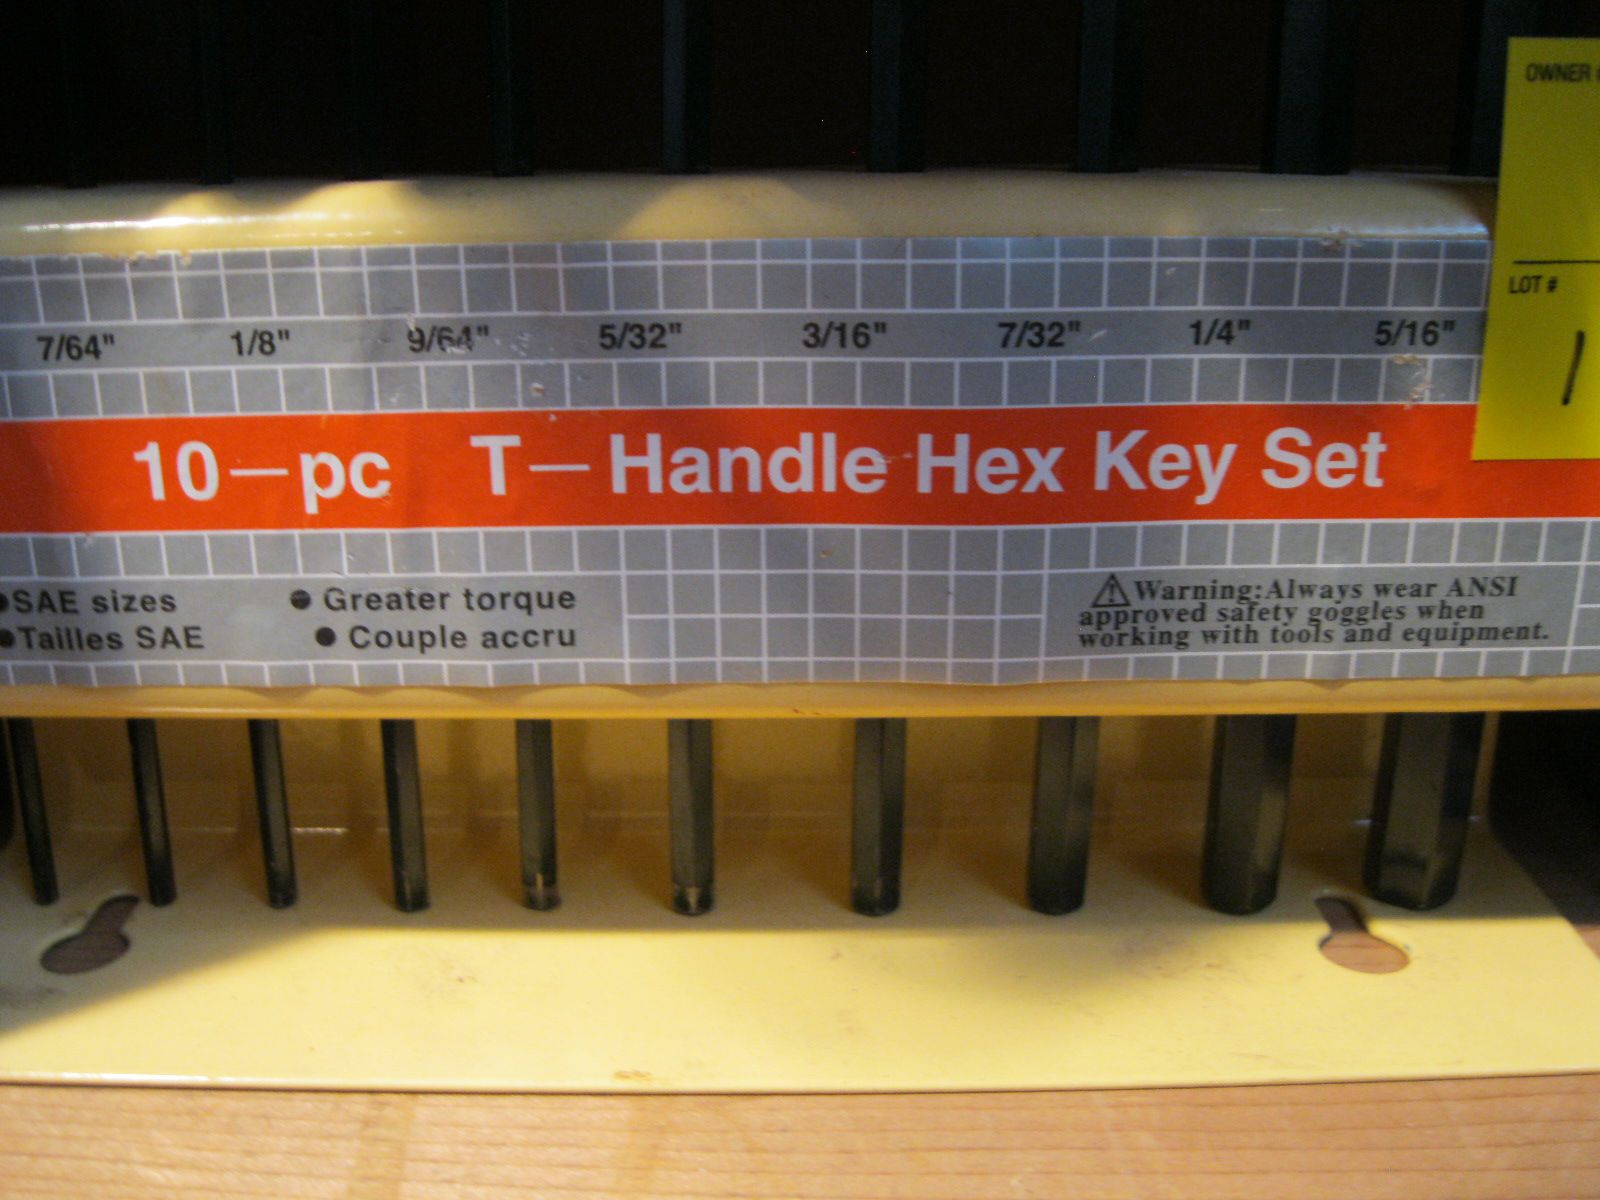 OWNER #
LOT #
1
7/64" 1/8" 9/64" 5/32" 3/16" 7/32" 1/4" 5/16"
10-pc T-Handle Hex Key Set
•SAE sizes • Greater torque
•Tailles SAE • Couple accru
⚠Warning:Always wear ANSI
approved safety goggles when
working with tools and equipment.